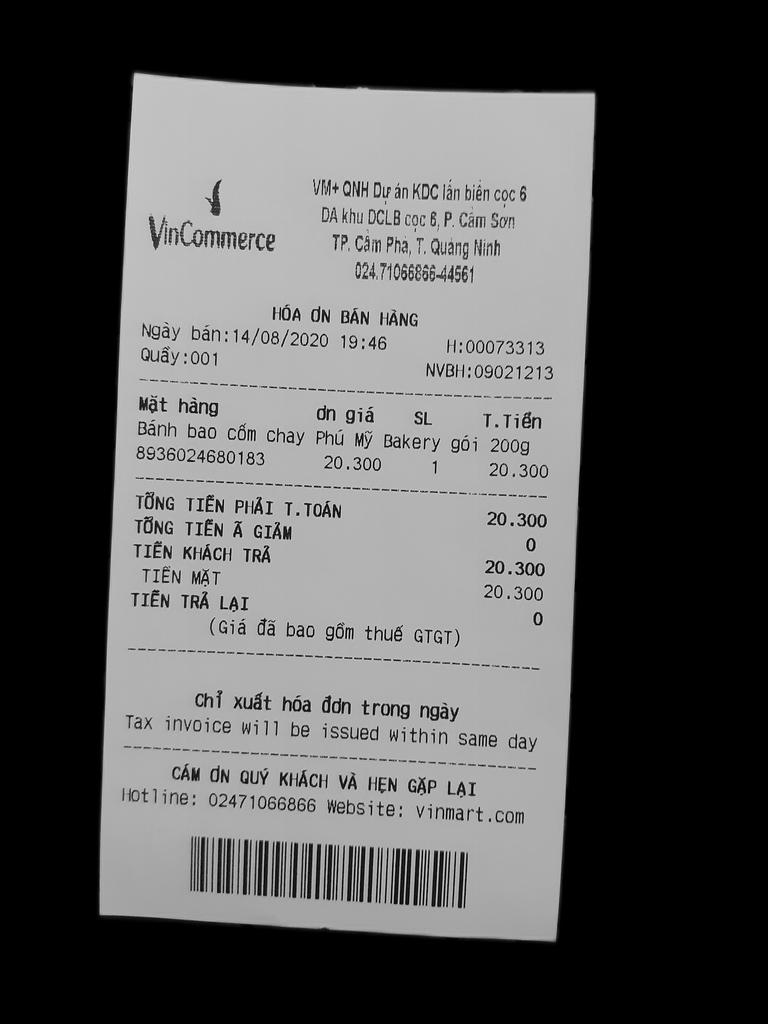 VinCommerce
VM+ QNH Dự án KDC lấn biên cọc 6
DA khu DCLB cọc 6, P. Cẩm Sơn
TP. Cẩm Phả, T. Quảng Ninh
024.71066866-44561
HÓA ƠN BÁN HÀNG
Ngày bán:14/08/2020 19:46 H:00073313
Quầy:001 NVBH:09021213
Mặt hàng ơn giá SL T.Tiền
Bánh bao cốm chay Phú Mỹ Bakery gói 200g
8936024680183 20.300 1 20.300
TỔNG TIỀN PHẢI T.TOÁN 20.300
TỔNG TIỀN Ã GIẢM 0
TIỀN KHÁCH TRẢ 20.300
TIỀN MẶT 20.300
TIỀN TRẢ LẠI 0
(Giá đã bao gồm thuế GTGT)
Chỉ xuất hóa đơn trong ngày
Tax invoice will be issued within same day
CÁM ƠN QUÝ KHÁCH VÀ HẸN GẶP LẠI
Hotline: 02471066866 Website: vinmart.com